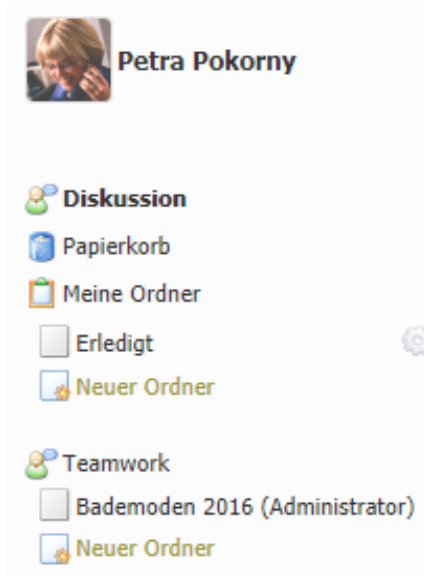 Petra Pokorny
Diskussion
Papierkorb
Meine Ordner
Erledigt
Neuer Ordner
Teamwork
Bademoden 2016 (Administrator)
Neuer Ordner